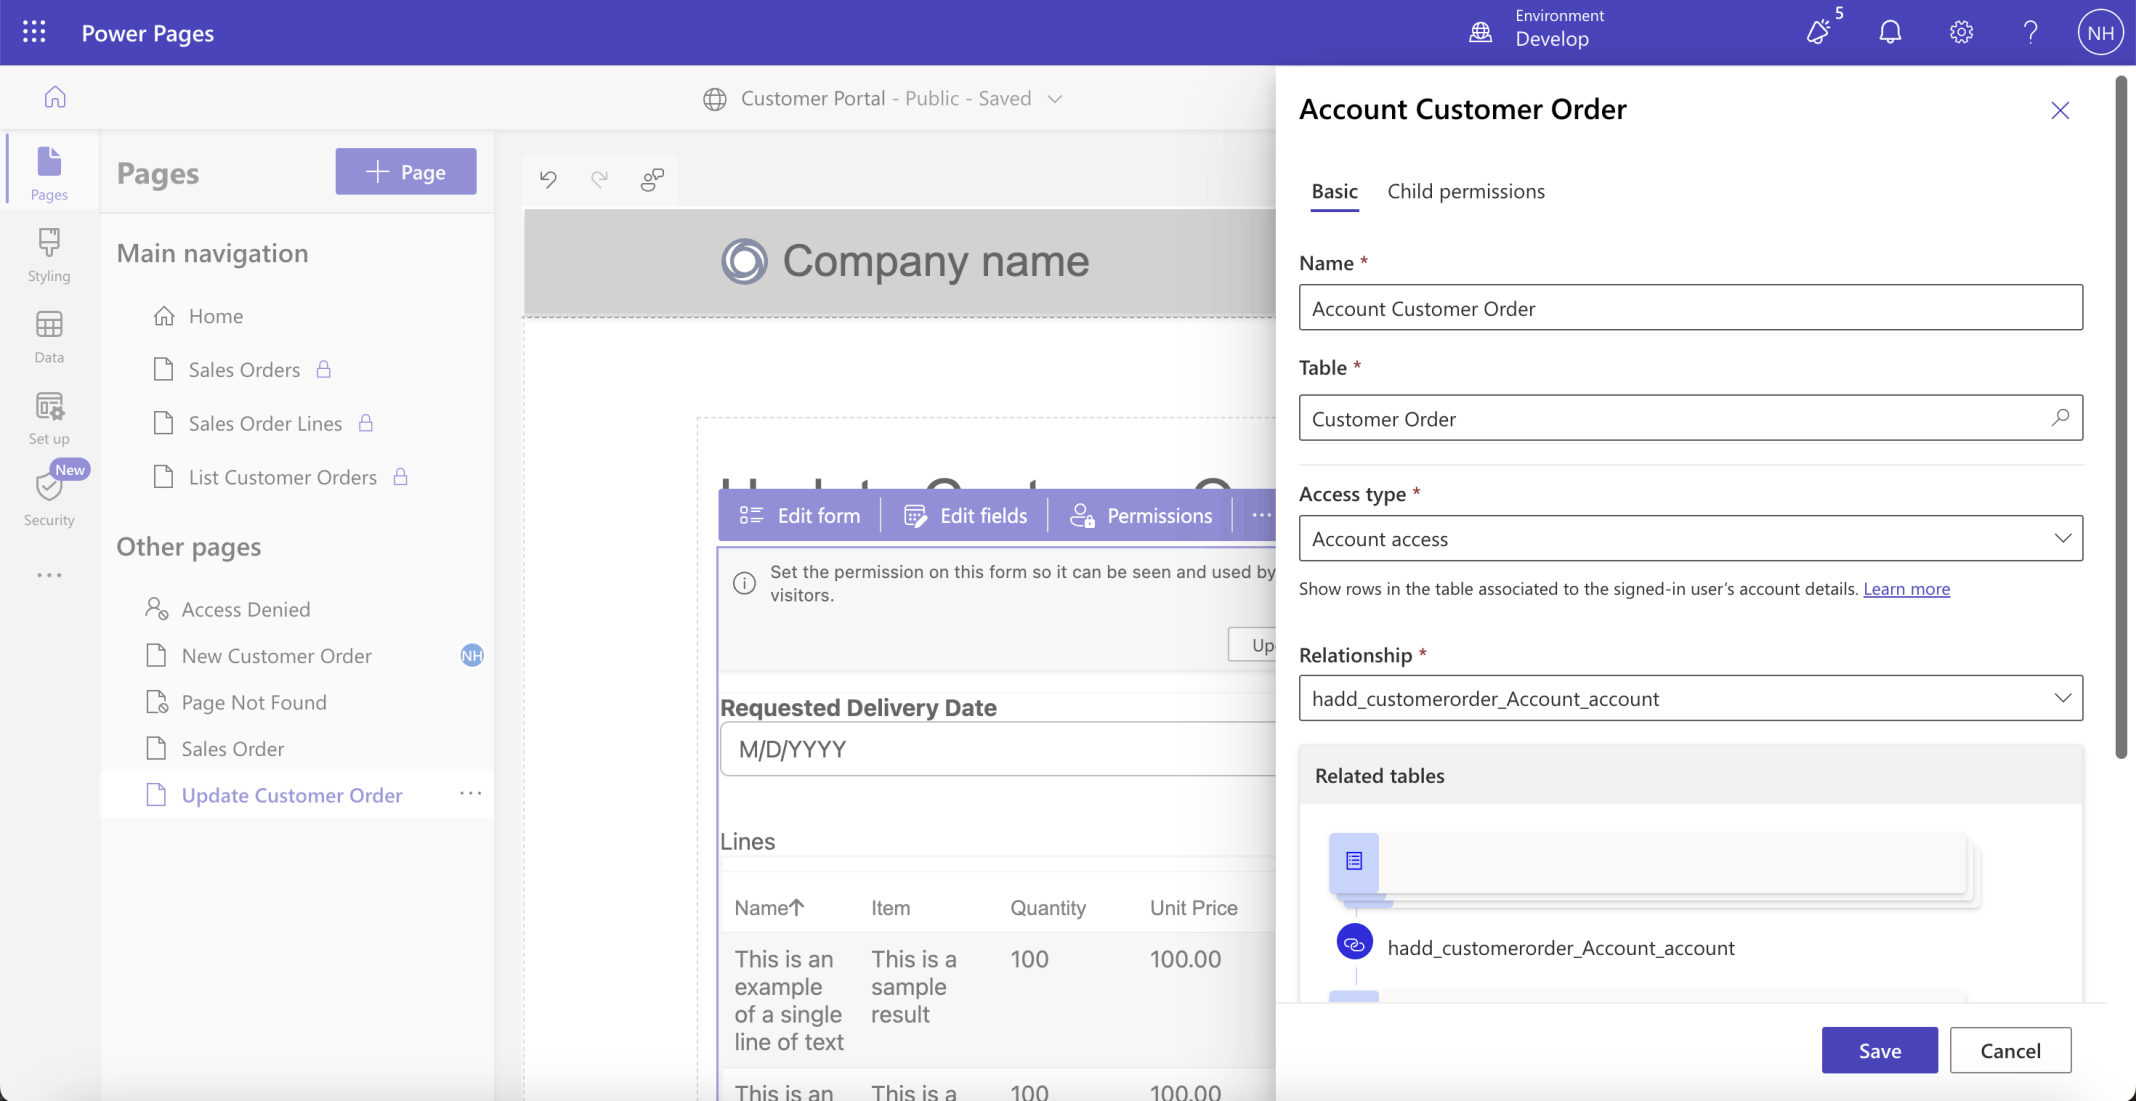 Power Pages
Environment
Develop
5
NH
Customer Portal - Public - Saved
Pages
Styling
Data
Set up
New
Security
Pages
Page
Main navigation
Home
Sales Orders
Sales Order Lines
List Customer Orders
Other pages
Access Denied
New Customer Order
NH
Page Not Found
Sales Order
Update Customer Order
Company name
Edit form
Edit fields
Permissions
Set the permission on this form so it can be seen and used by
visitors.
Requested Delivery Date
M/D/YYYY
Lines
Name Item Quantity Unit Price
This is an
example
of a single
line of text
This is a
sample
result
100
100.00
This is an
This is a
100
100.00
Account Customer Order
Basic
Child permissions
Name *
Account Customer Order
Table *
Customer Order
Access type *
Account access
Show rows in the table associated to the signed-in user’s account details. Learn more
Relationship *
hadd_customerorder_Account_account
Related tables
hadd_customerorder_Account_account
Save
Cancel